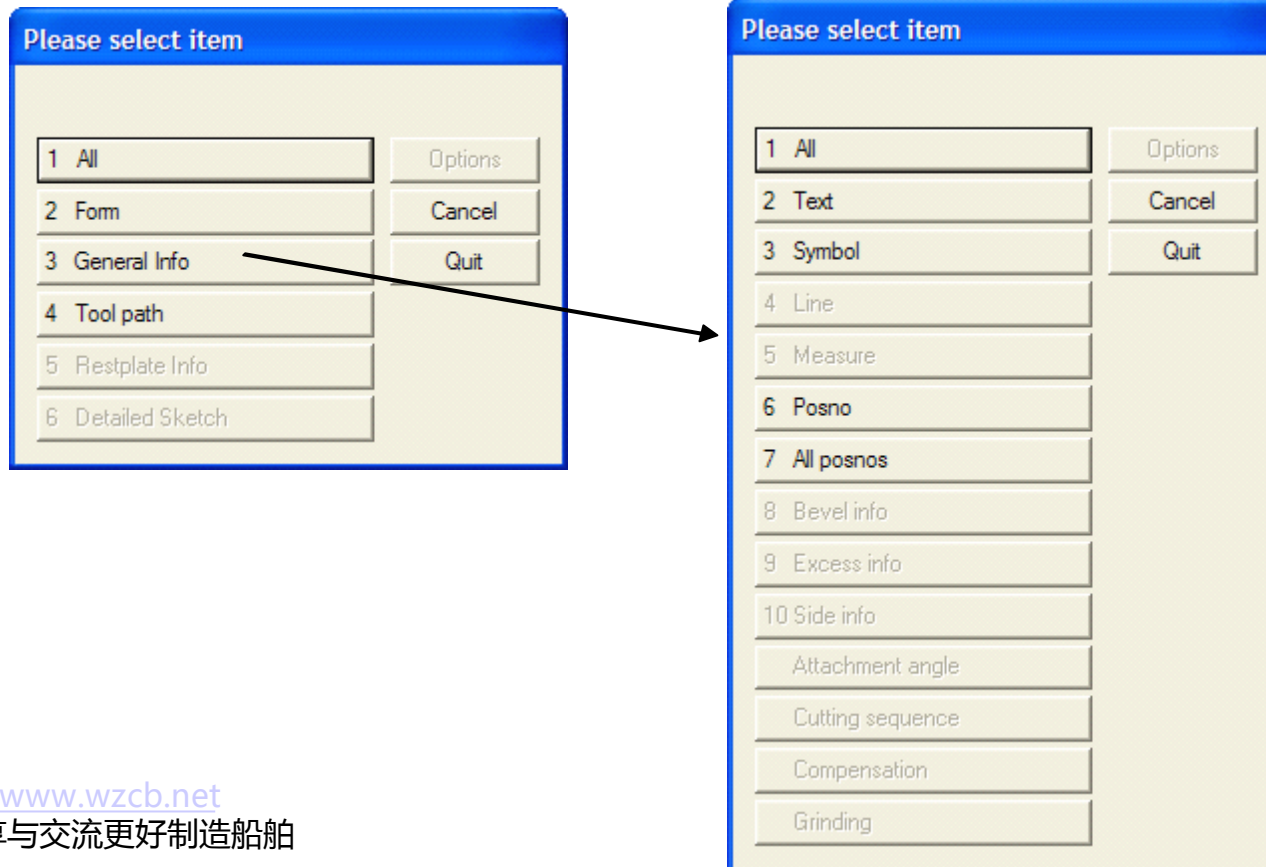 Please select item
1 All
Options
2 Form
Cancel
3 General Info
Quit
4 Tool path
5 Restplate Info
6 Detailed Sketch
Please select item
1 All
Options
2 Text
Cancel
3 Symbol
Quit
4 Line
5 Measure
6 Posno
7 All posnos
8 Bevel info
9 Excess info
10 Side info
Attachment angle
Cutting sequence
Compensation
Grinding
www.wzcb.net
与交流更好制造船舶